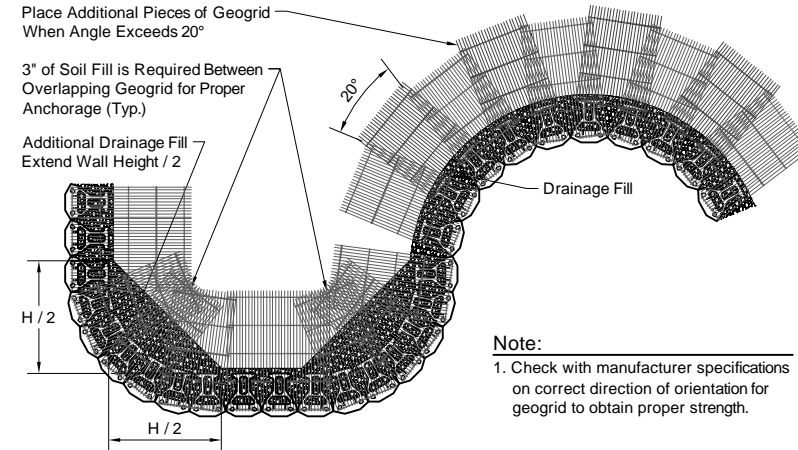 Place Additional Pieces of Geogrid
When Angle Exceeds 20°
3" of Soil Fill is Required Between
Overlapping Geogrid for Proper
Anchorage (Typ.)
Additional Drainage Fill
Extend Wall Height / 2
20°
Drainage Fill
H / 2
H / 2
Note:
1. Check with manufacturer specifications
on correct direction of orientation for
geogrid to obtain proper strength.